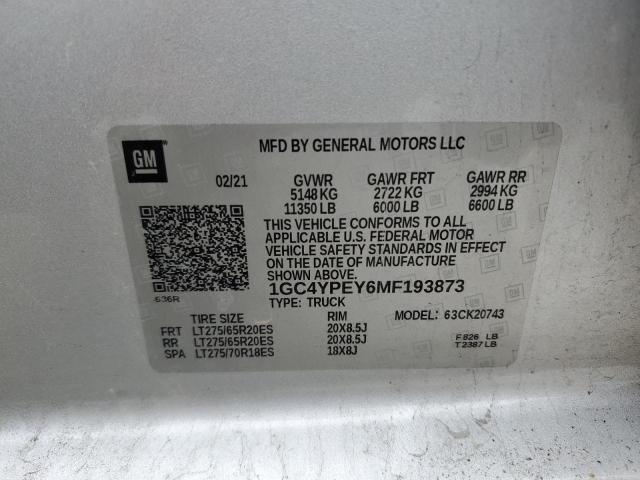 GM
MFD BY GENERAL MOTORS LLC
02/21 GVWR GAWR FRT GAWR RR
5148 KG 2722 KG 2994 KG
11350 LB 6000 LB 6600 LB
THIS VEHICLE CONFORMS TO ALL
APPLICABLE U.S. FEDERAL MOTOR
VEHICLE SAFETY STANDARDS IN EFFECT
ON THE DATE OF MANUFACTURE
SHOWN ABOVE.
636R 1GC4YPEY6MF193873
TYPE: TRUCK
TIRE SIZE RIM MODEL: 63CK20743
FRT LT275/65R20ES 20X8.5J
RR LT275/65R20ES 20X8.5J F 826 LB
SPA LT275/70R18ES 18X8J T 2387 LB